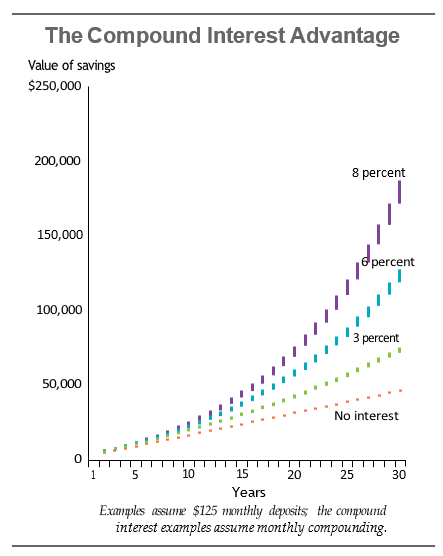 The Compound Interest Advantage
Value of savings
$250,000
200,000
8 percent
150,000
6 percent
100,000
3 percent
50,000
No interest
0
1 5 10 15 20 25 30
Years
Examples assume $125 monthly deposits; the compound
interest examples assume monthly compounding.